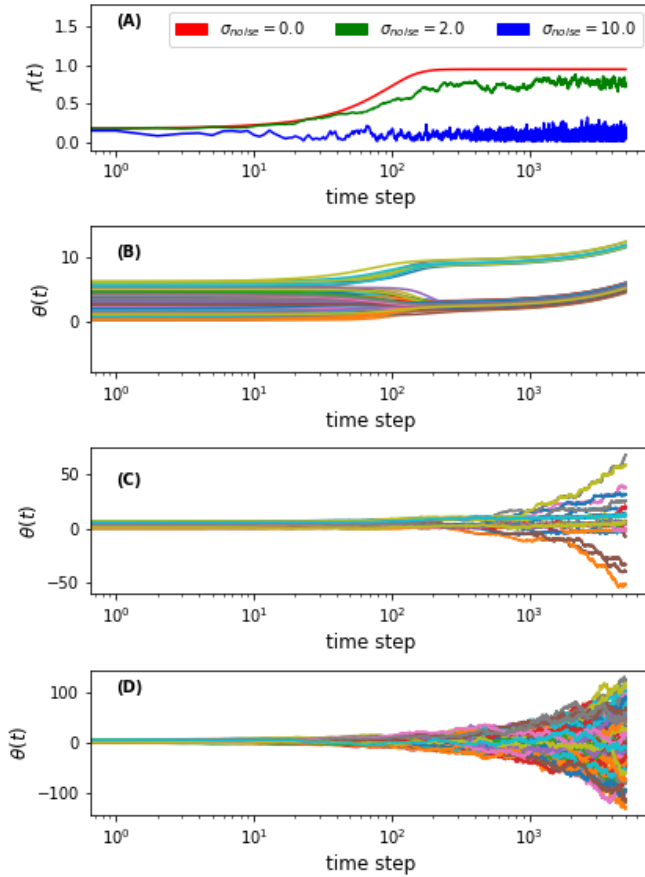 (A) σnoise = 0.0 σnoise = 2.0 σnoise = 10.0
1.5
1.0
0.5
0.0
r(t)
10⁰ 10¹ 10² 10³
time step
(B)
10
0
θ(t)
10⁰ 10¹ 10² 10³
time step
(C)
50
0
−50
θ(t)
10⁰ 10¹ 10² 10³
time step
(D)
100
0
−100
θ(t)
10⁰ 10¹ 10² 10³
time step